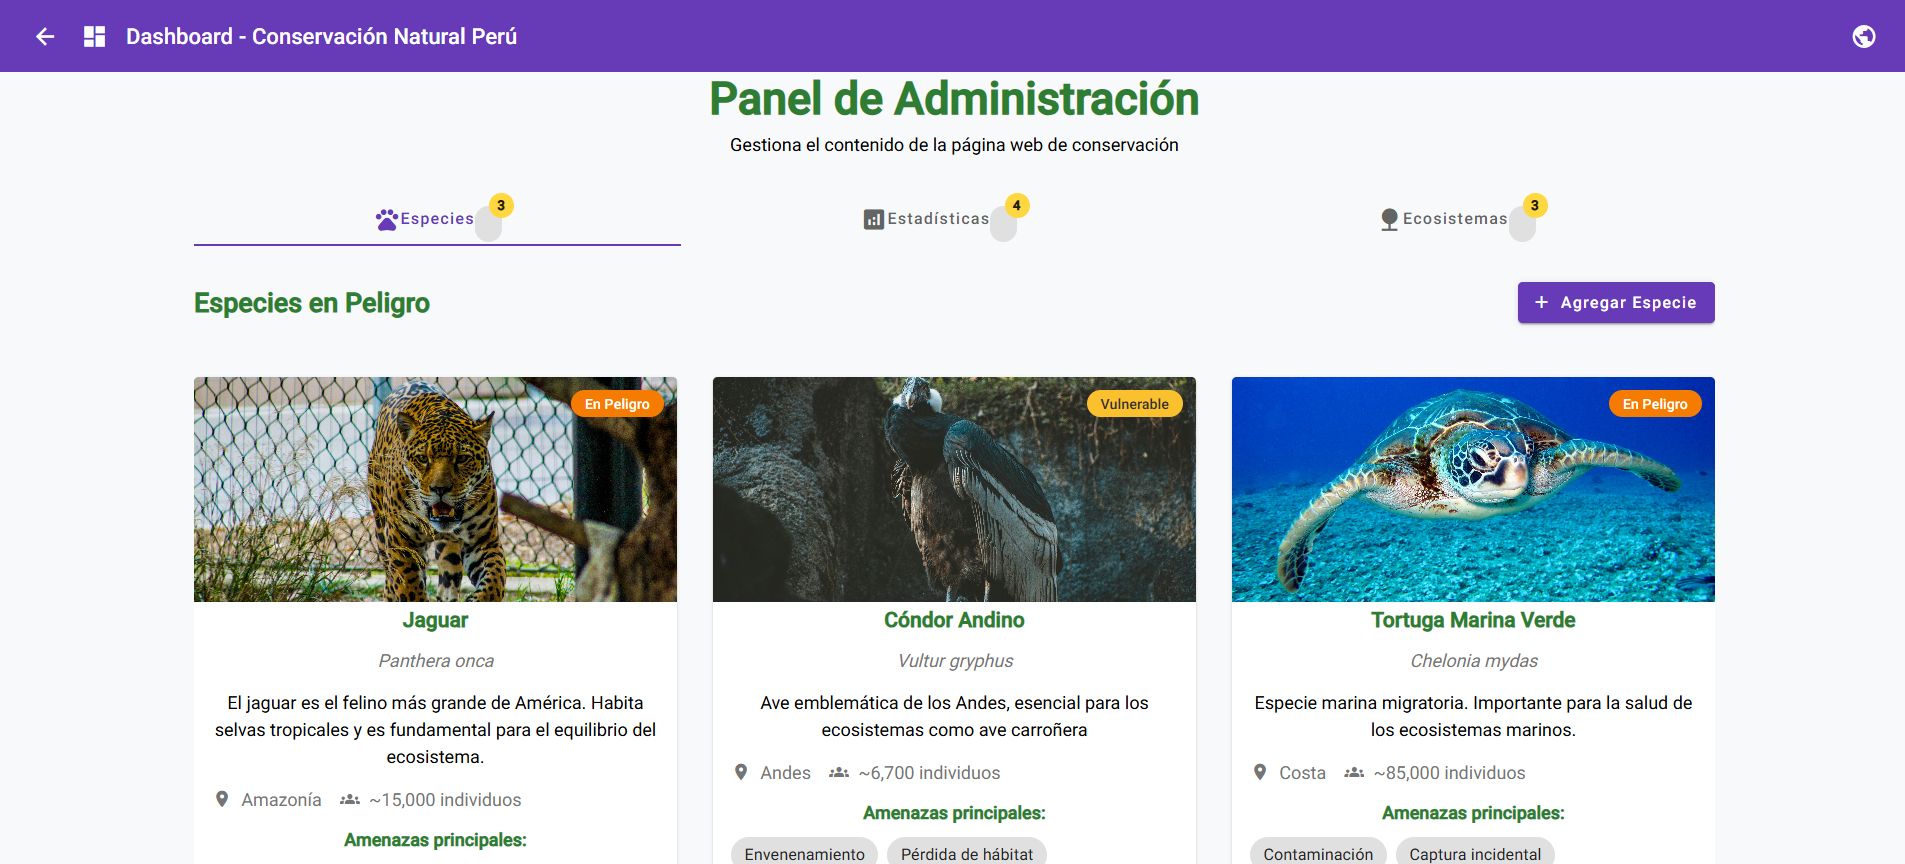 Dashboard - Conservación Natural Perú
Panel de Administración
Gestiona el contenido de la página web de conservación
Especies 3
Estadísticas 4
Ecosistemas 3
Especies en Peligro
+ Agregar Especie
En Peligro
Jaguar
Panthera onca
El jaguar es el felino más grande de América. Habita
selvas tropicales y es fundamental para el equilibrio del
ecosistema.
Amazonía ~15,000 individuos
Amenazas principales:
Vulnerable
Cóndor Andino
Vultur gryphus
Ave emblemática de los Andes, esencial para los
ecosistemas como ave carroñera
Andes ~6,700 individuos
Amenazas principales:
Envenenamiento Pérdida de hábitat
En Peligro
Tortuga Marina Verde
Chelonia mydas
Especie marina migratoria. Importante para la salud de
los ecosistemas marinos.
Costa ~85,000 individuos
Amenazas principales:
Contaminación Captura incidental